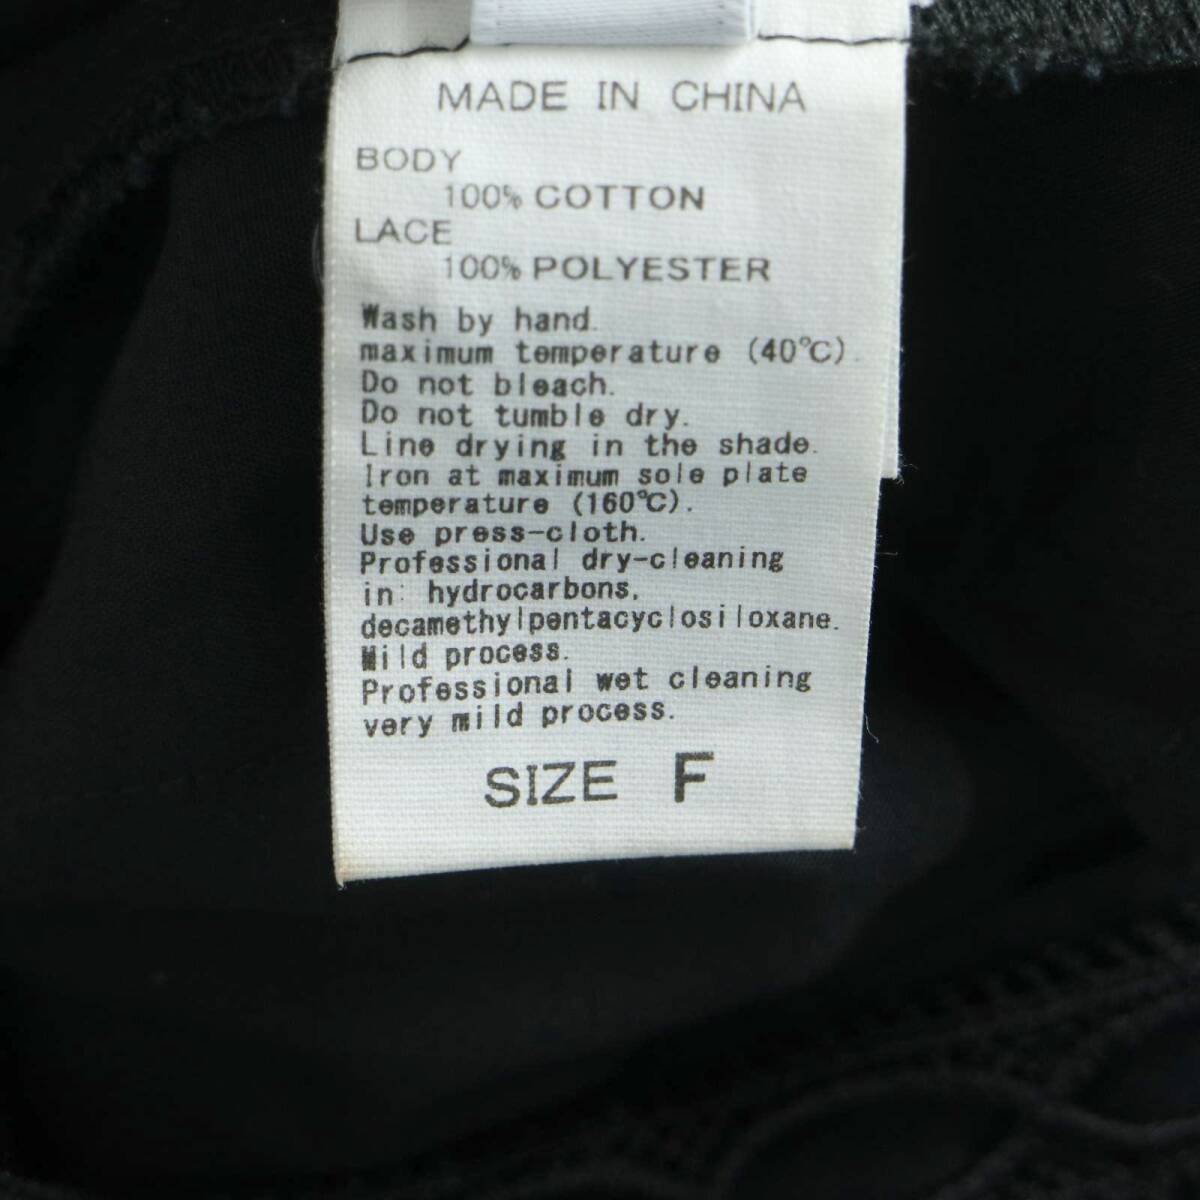 MADE IN CHINA
BODY
100% COTTON
LACE
100% POLYESTER
Wash by hand.
maximum temperature (40℃).
Do not bleach.
Do not tumble dry.
Line drying in the shade.
Iron at maximum sole plate
temperature (160℃).
Use press-cloth.
Professional dry-cleaning
in: hydrocarbons,
decamethylpentacyclosiloxane.
Mild process.
Professional wet cleaning
very mild process.
SIZE F